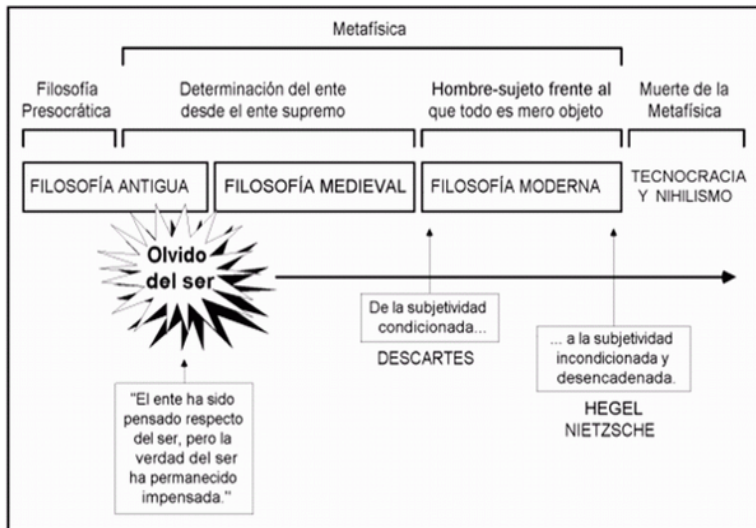 Metafísica
Filosofía
Presocrática
Determinación del ente
desde el ente supremo
Hombre-sujeto frente al
que todo es mero objeto
Muerte de la
Metafísica
FILOSOFÍA ANTIGUA
FILOSOFÍA MEDIEVAL
FILOSOFÍA MODERNA
TECNOCRACIA
Y NIHILISMO
Olvido
del ser
De la subjetividad
condicionada...
DESCARTES
... a la subjetividad
incondicionada y
desencadenada.
HEGEL
NIETZSCHE
"El ente ha sido
pensado respecto
del ser, pero la
verdad del ser
ha permanecido
impensada."